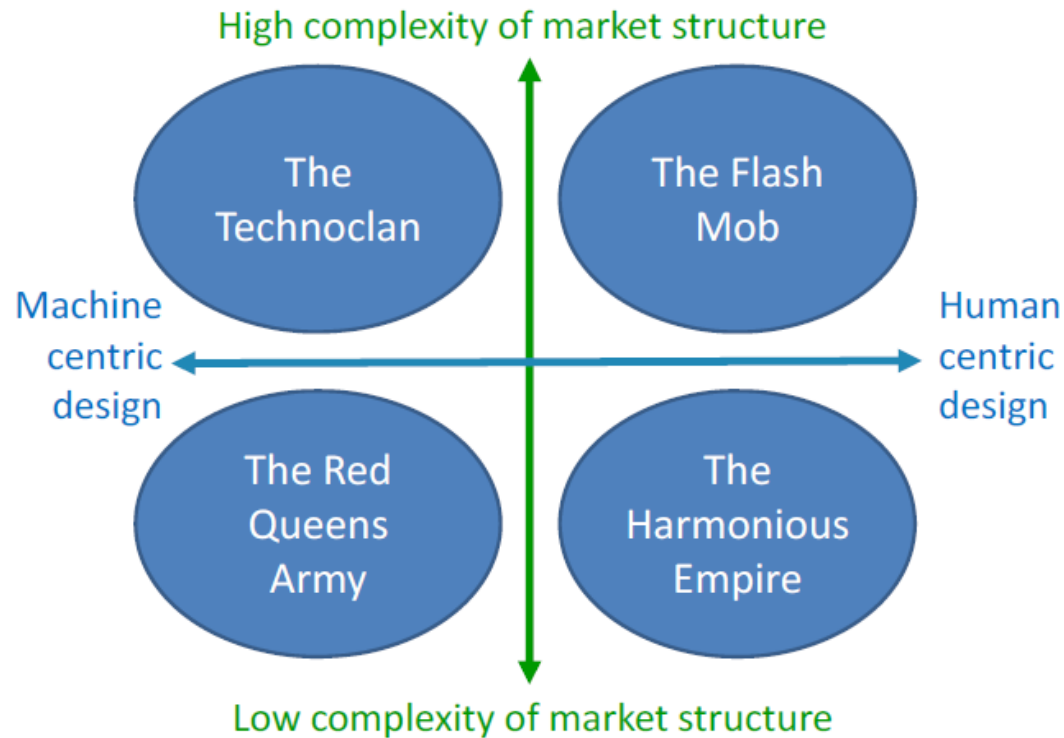 High complexity of market structure
The
Technoclan
The Flash
Mob
Machine
centric
design
Human
centric
design
The Red
Queens
Army
The
Harmonious
Empire
Low complexity of market structure